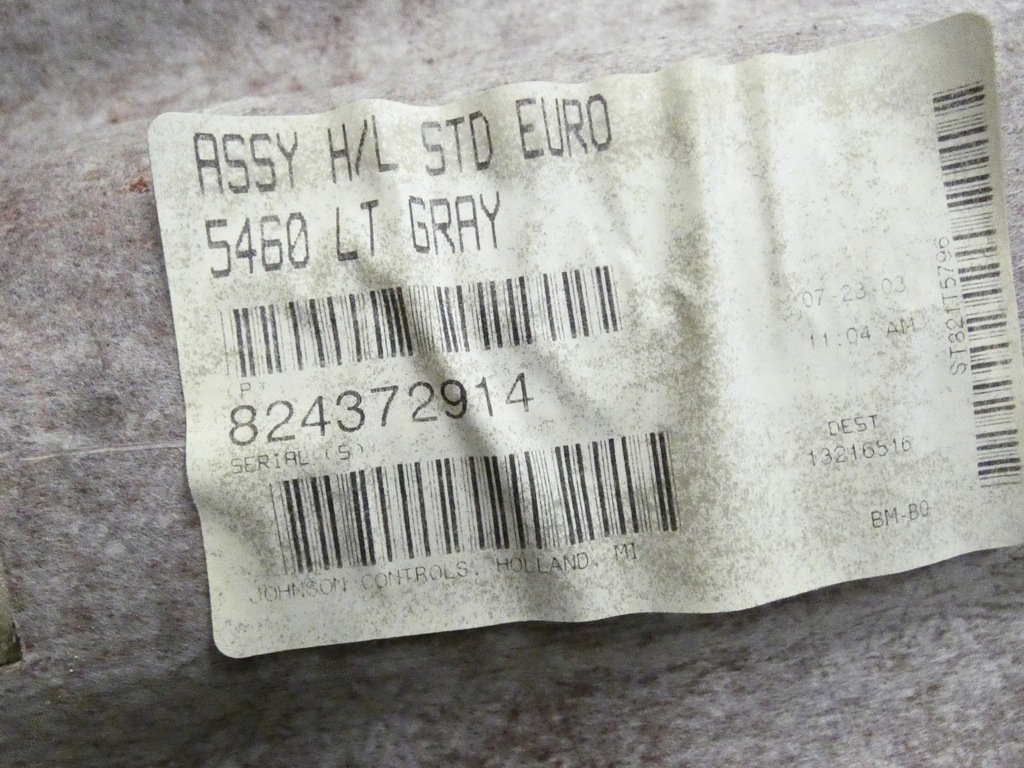 ASSY H/L STD EURO
5460 LT GRAY
(P)
824372914
SERIAL (S)
JOHNSON CONTROLS, HOLLAND, MI
07-23-03
11:04 AM
DEST
13216516
BM-BO
ST821T5796